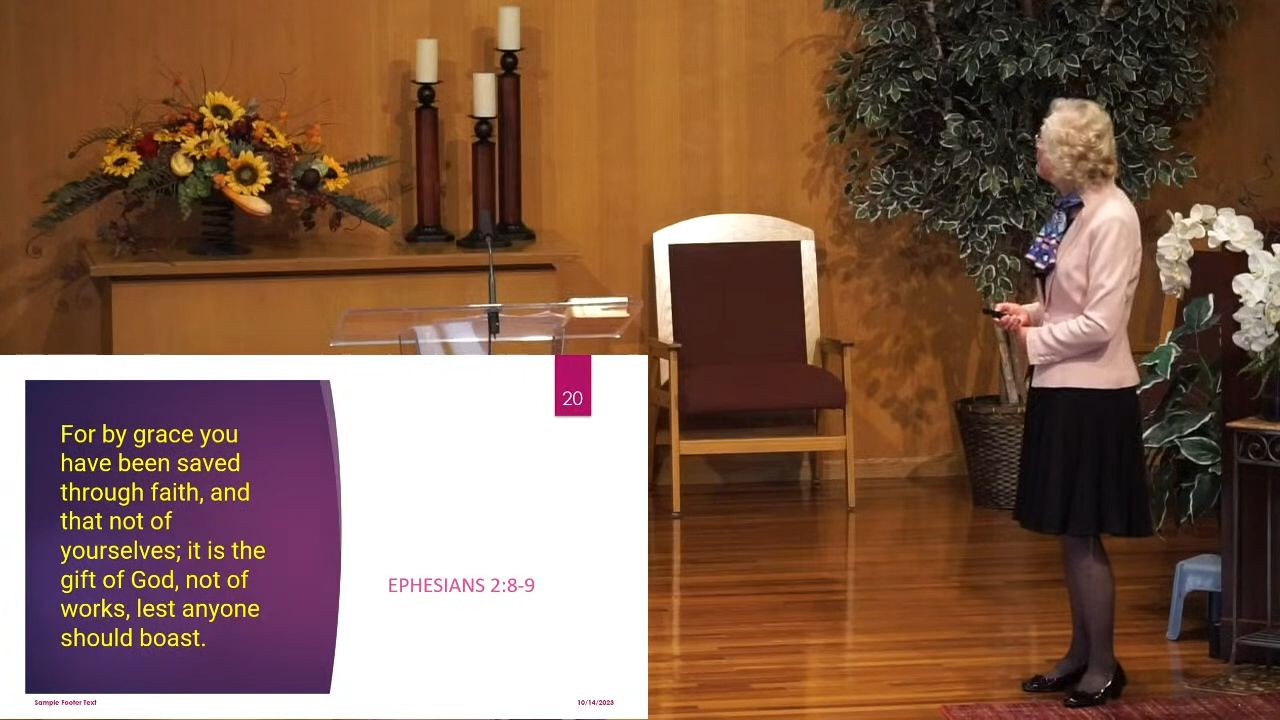 20
For by grace you
have been saved
through faith, and
that not of
yourselves; it is the
gift of God, not of
works, lest anyone
should boast.
EPHESIANS 2:8-9
Sample Footer Text
10/14/2023